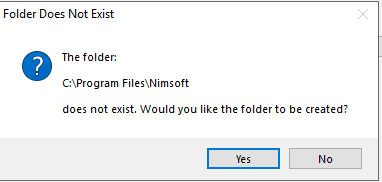 Folder Does Not Exist
The folder:
C:\Program Files\Nimsoft
does not exist. Would you like the folder to be created?
Yes
No